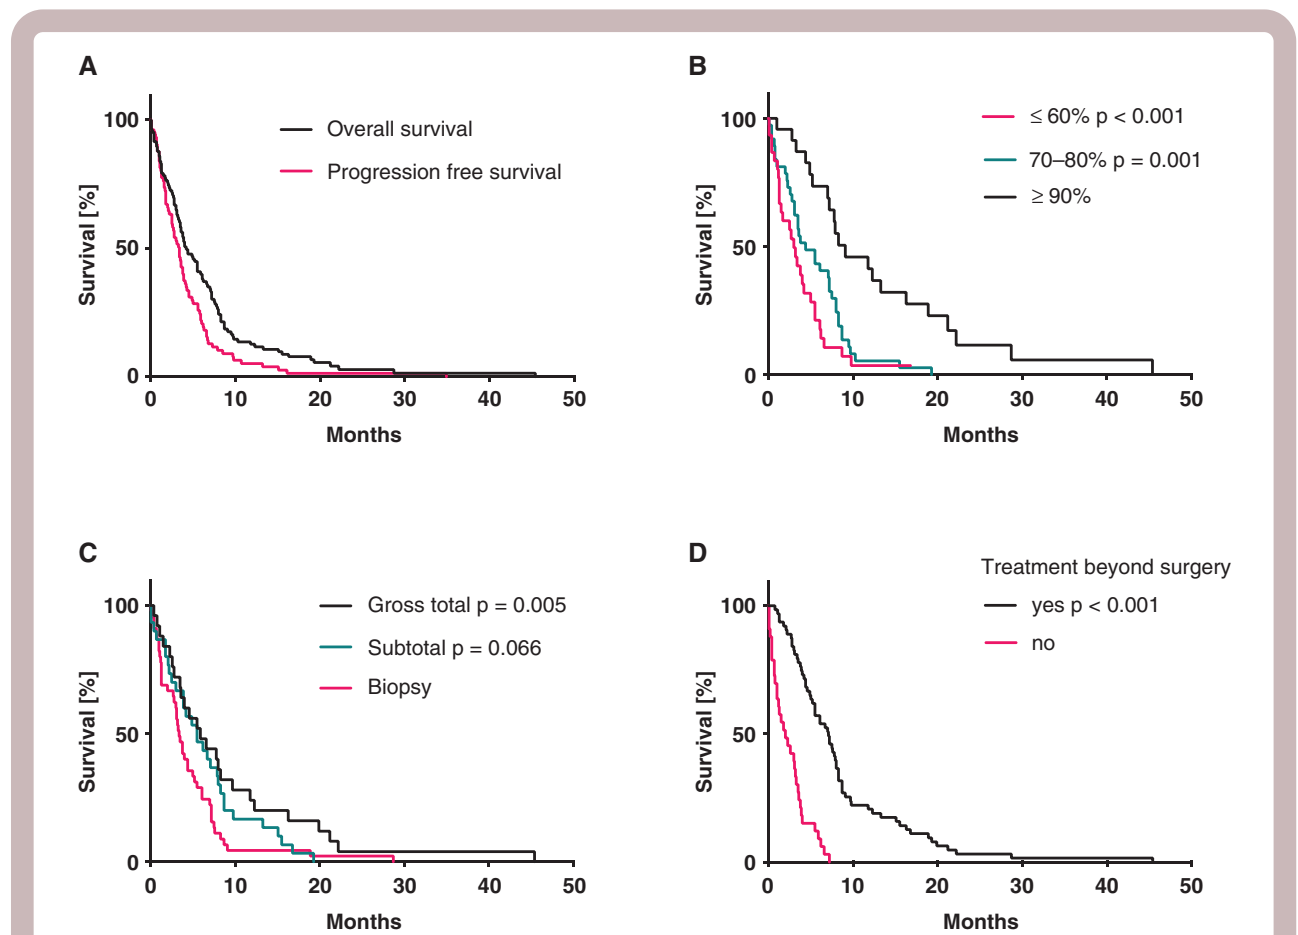 A
100
50
0
Survival [%]
Overall survival
Progression free survival
0 10 20 30 40 50
Months
B
100
50
0
Survival [%]
≤ 60% p < 0.001
70–80% p = 0.001
≥ 90%
0 10 20 30 40 50
Months
C
100
50
0
Survival [%]
Gross total p = 0.005
Subtotal p = 0.066
Biopsy
0 10 20 30 40 50
Months
D
100
50
0
Survival [%]
Treatment beyond surgery
yes p < 0.001
no
0 10 20 30 40 50
Months